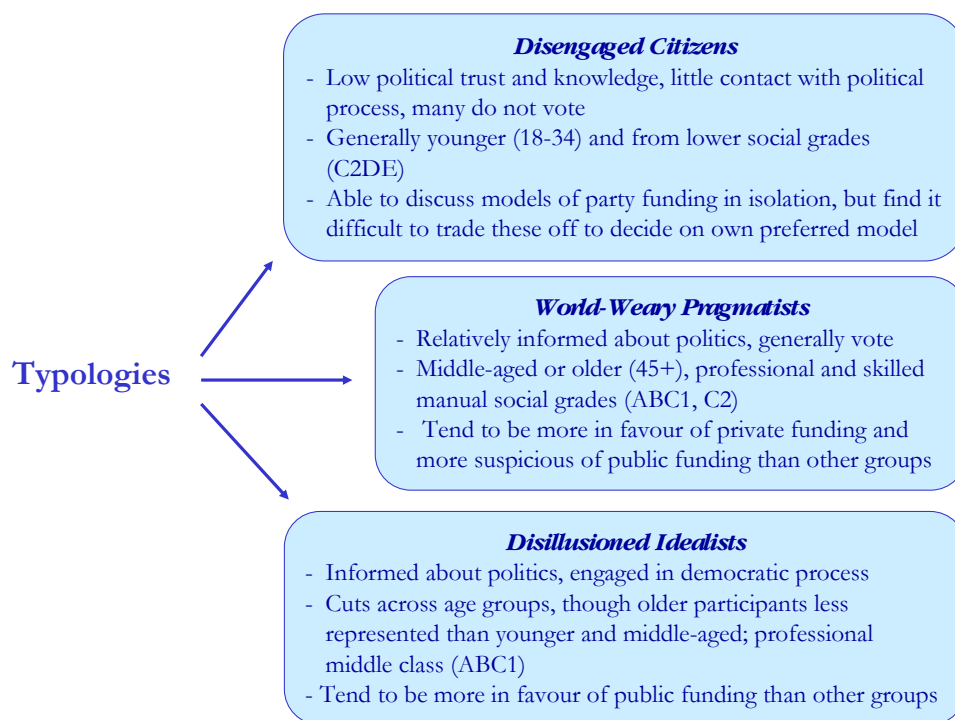 Disengaged Citizens
- Low political trust and knowledge, little contact with political
process, many do not vote
- Generally younger (18-34) and from lower social grades
(C2DE)
- Able to discuss models of party funding in isolation, but find it
difficult to trade these off to decide on own preferred model
World-Weary Pragmatists
- Relatively informed about politics, generally vote
- Middle-aged or older (45+), professional and skilled
manual social grades (ABC1, C2)
- Tend to be more in favour of private funding and
more suspicious of public funding than other groups
Typologies
Disillusioned Idealists
- Informed about politics, engaged in democratic process
- Cuts across age groups, though older participants less
represented than younger and middle-aged; professional
middle class (ABC1)
- Tend to be more in favour of public funding than other groups